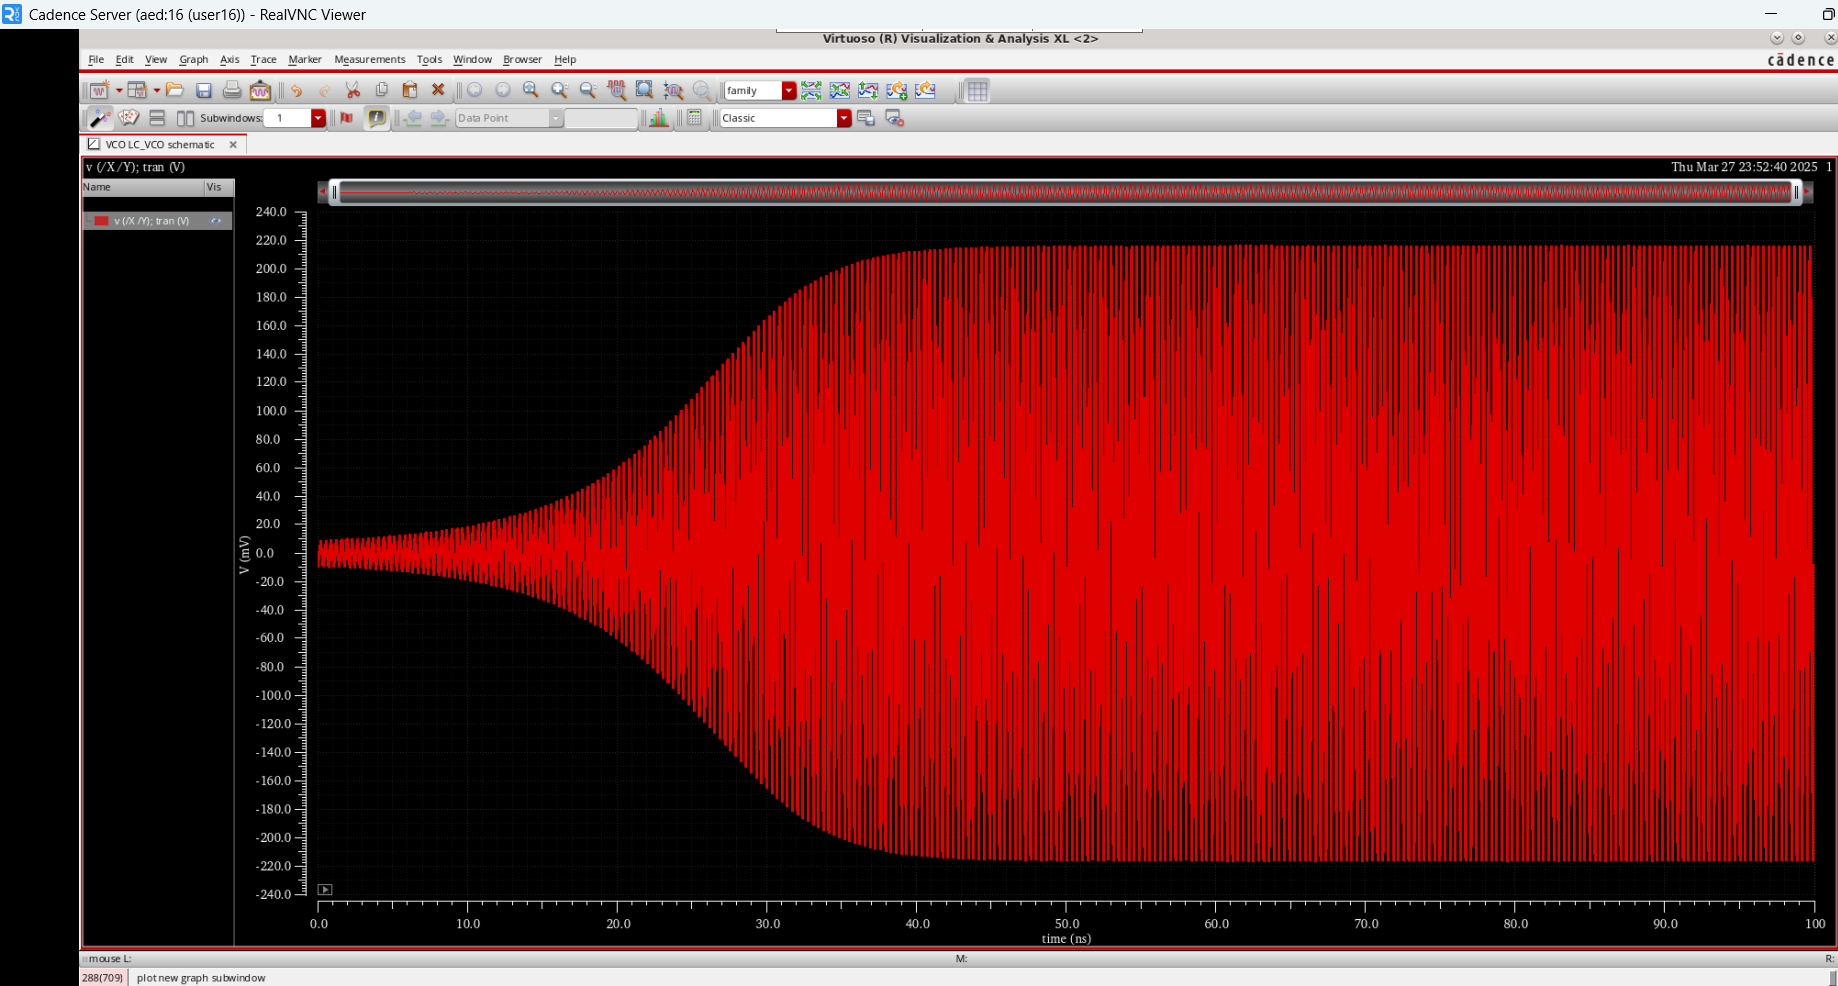 Cadence Server (aed:16 (user16)) - RealVNC Viewer
Virtuoso (R) Visualization & Analysis XL <2>
File Edit View Graph Axis Trace Marker Measurements Tools Window Browser Help
cādence
family
Subwindows: 1
Data Point
Classic
VCO LC_VCO schematic
v (/X /Y); tran (V)
Thu Mar 27 23:52:40 2025 1
Name Vis
v (/X /Y); tran (V)
240.0
220.0
200.0
180.0
160.0
140.0
120.0
100.0
80.0
60.0
40.0
20.0
0.0
-20.0
-40.0
-60.0
-80.0
-100.0
-120.0
-140.0
-160.0
-180.0
-200.0
-220.0
-240.0
V (mV)
0.0 10.0 20.0 30.0 40.0 50.0 60.0 70.0 80.0 90.0 100
time (ns)
mouse L: M: R:
288(709) plot new graph subwindow